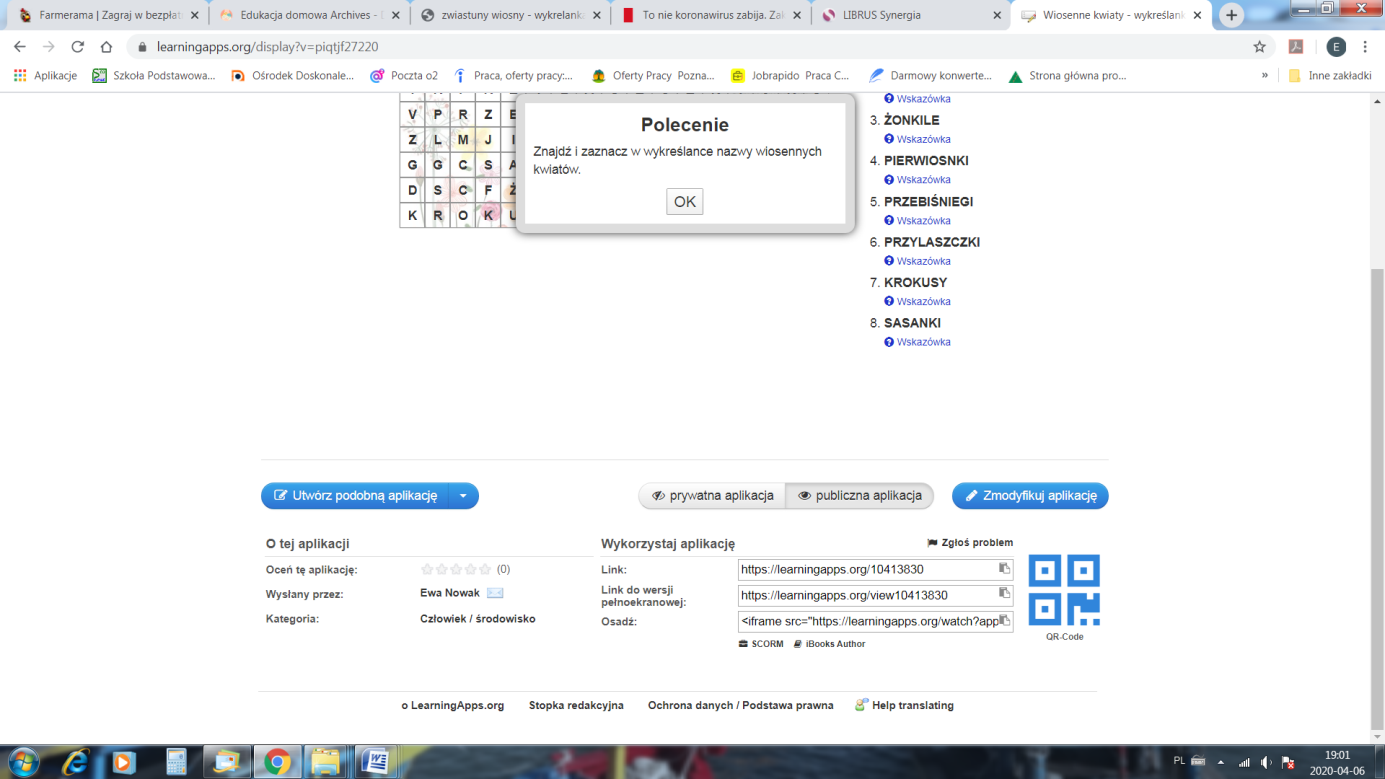 Farmerama | Zagraj w bezpłat
Edukacja domowa Archives -
zwiastuny wiosny - wykrelank
To nie koronawirus zabija. Zak
LIBRUS Synergia
Wiosenne kwiaty - wykreślank
learningapps.org/display?v=piqtjf27220
E
Aplikacje
Szkoła Podstawowa...
Ośrodek Doskonale...
Poczta o2
Praca, oferty pracy:...
Oferty Pracy Pozna...
Jobrapido Praca C...
Darmowy konwerte...
Strona główna pro...
»
Inne zakładki
V P R Z E
Z L M J I
G G C S A
D S C F Ż
K R O K U
Polecenie
Znajdź i zaznacz w wykreślance nazwy wiosennych
kwiatów.
OK
Wskazówka
3. ŻONKILE
Wskazówka
4. PIERWIOSNKI
Wskazówka
5. PRZEBIŚNIEGI
Wskazówka
6. PRZYLASZCZKI
Wskazówka
7. KROKUSY
Wskazówka
8. SASANKI
Wskazówka
Utwórz podobną aplikację
prywatna aplikacja
publiczna aplikacja
Zmodyfikuj aplikację
O tej aplikacji
Oceń tę aplikację: (0)
Wysłany przez: Ewa Nowak
Kategoria: Człowiek / środowisko
Wykorzystaj aplikację
Zgłoś problem
Link: https://learningapps.org/10413830
Link do wersji
pełnoekranowej: https://learningapps.org/view10413830
Osadź: <iframe src="https://learningapps.org/watch?app
SCORM
iBooks Author
QR-Code
o LearningApps.org
Stopka redakcyjna
Ochrona danych / Podstawa prawna
Help translating
PL
19:01
2020-04-06